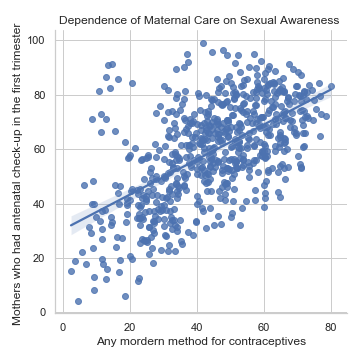 Dependence of Maternal Care on Sexual Awareness
Mothers who had antenatal check-up in the first trimester
100
80
60
40
20
0
0 20 40 60 80
Any mordern method for contraceptives